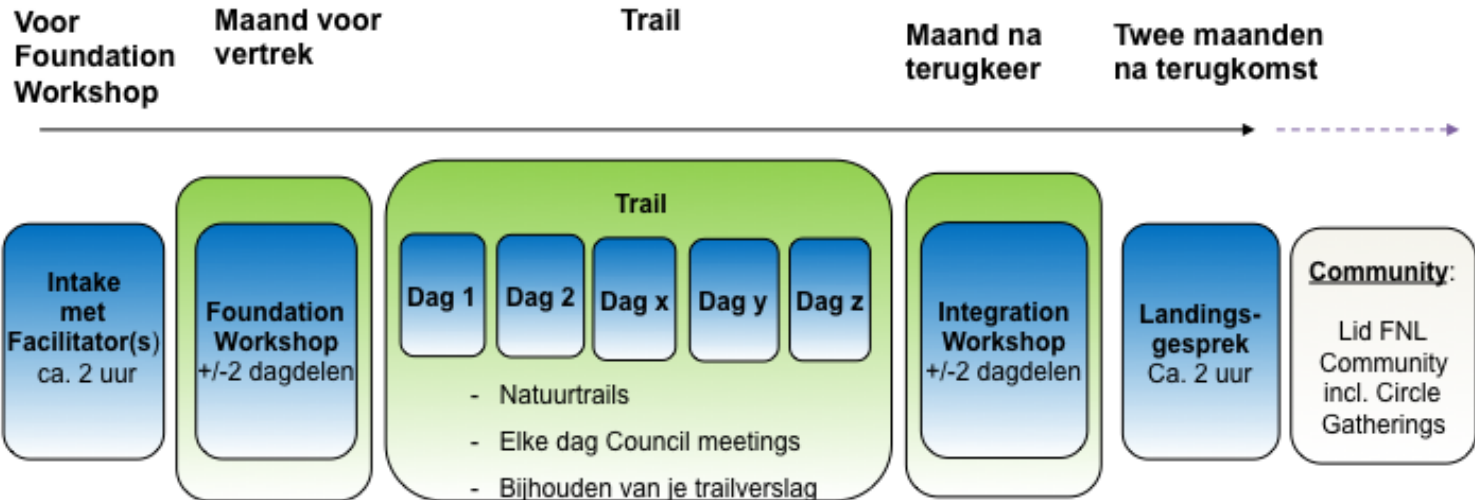 Voor
Foundation
Workshop
Maand voor
vertrek
Trail
Maand na
terugkeer
Twee maanden
na terugkomst
Intake
met
Facilitator(s)
ca. 2 uur
Foundation
Workshop
+/-2 dagdelen
Trail
Dag 1
Dag 2
Dag x
Dag y
Dag z
- Natuurtrails
- Elke dag Council meetings
- Bijhouden van je trailverslag
Integration
Workshop
+/-2 dagdelen
Landings-
gesprek
Ca. 2 uur
Community:
Lid FNL
Community
incl. Circle
Gatherings